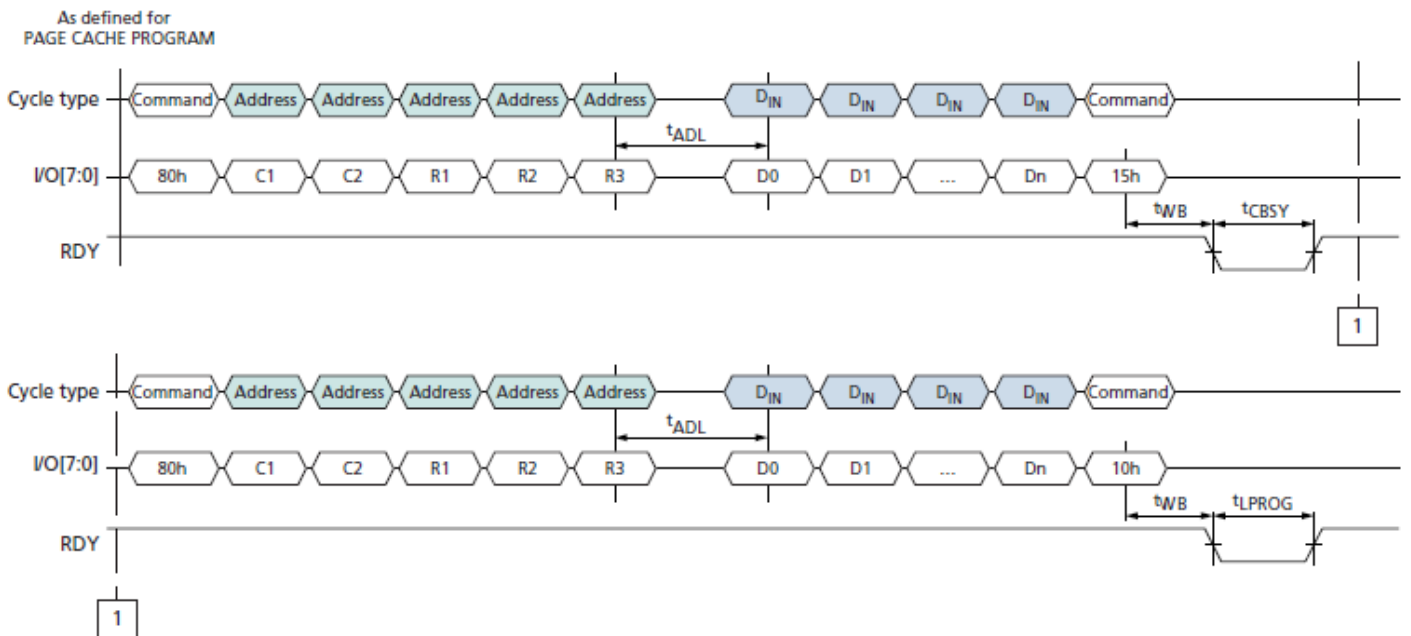 As defined for
PAGE CACHE PROGRAM
Cycle type Command Address Address Address Address Address DIN DIN DIN DIN Command
tADL
I/O[7:0] 80h C1 C2 R1 R2 R3 D0 D1 ... Dn 15h
tWB tCBSY
RDY
1
Cycle type Command Address Address Address Address Address DIN DIN DIN DIN Command
tADL
I/O[7:0] 80h C1 C2 R1 R2 R3 D0 D1 ... Dn 10h
tWB tLPROG
RDY
1